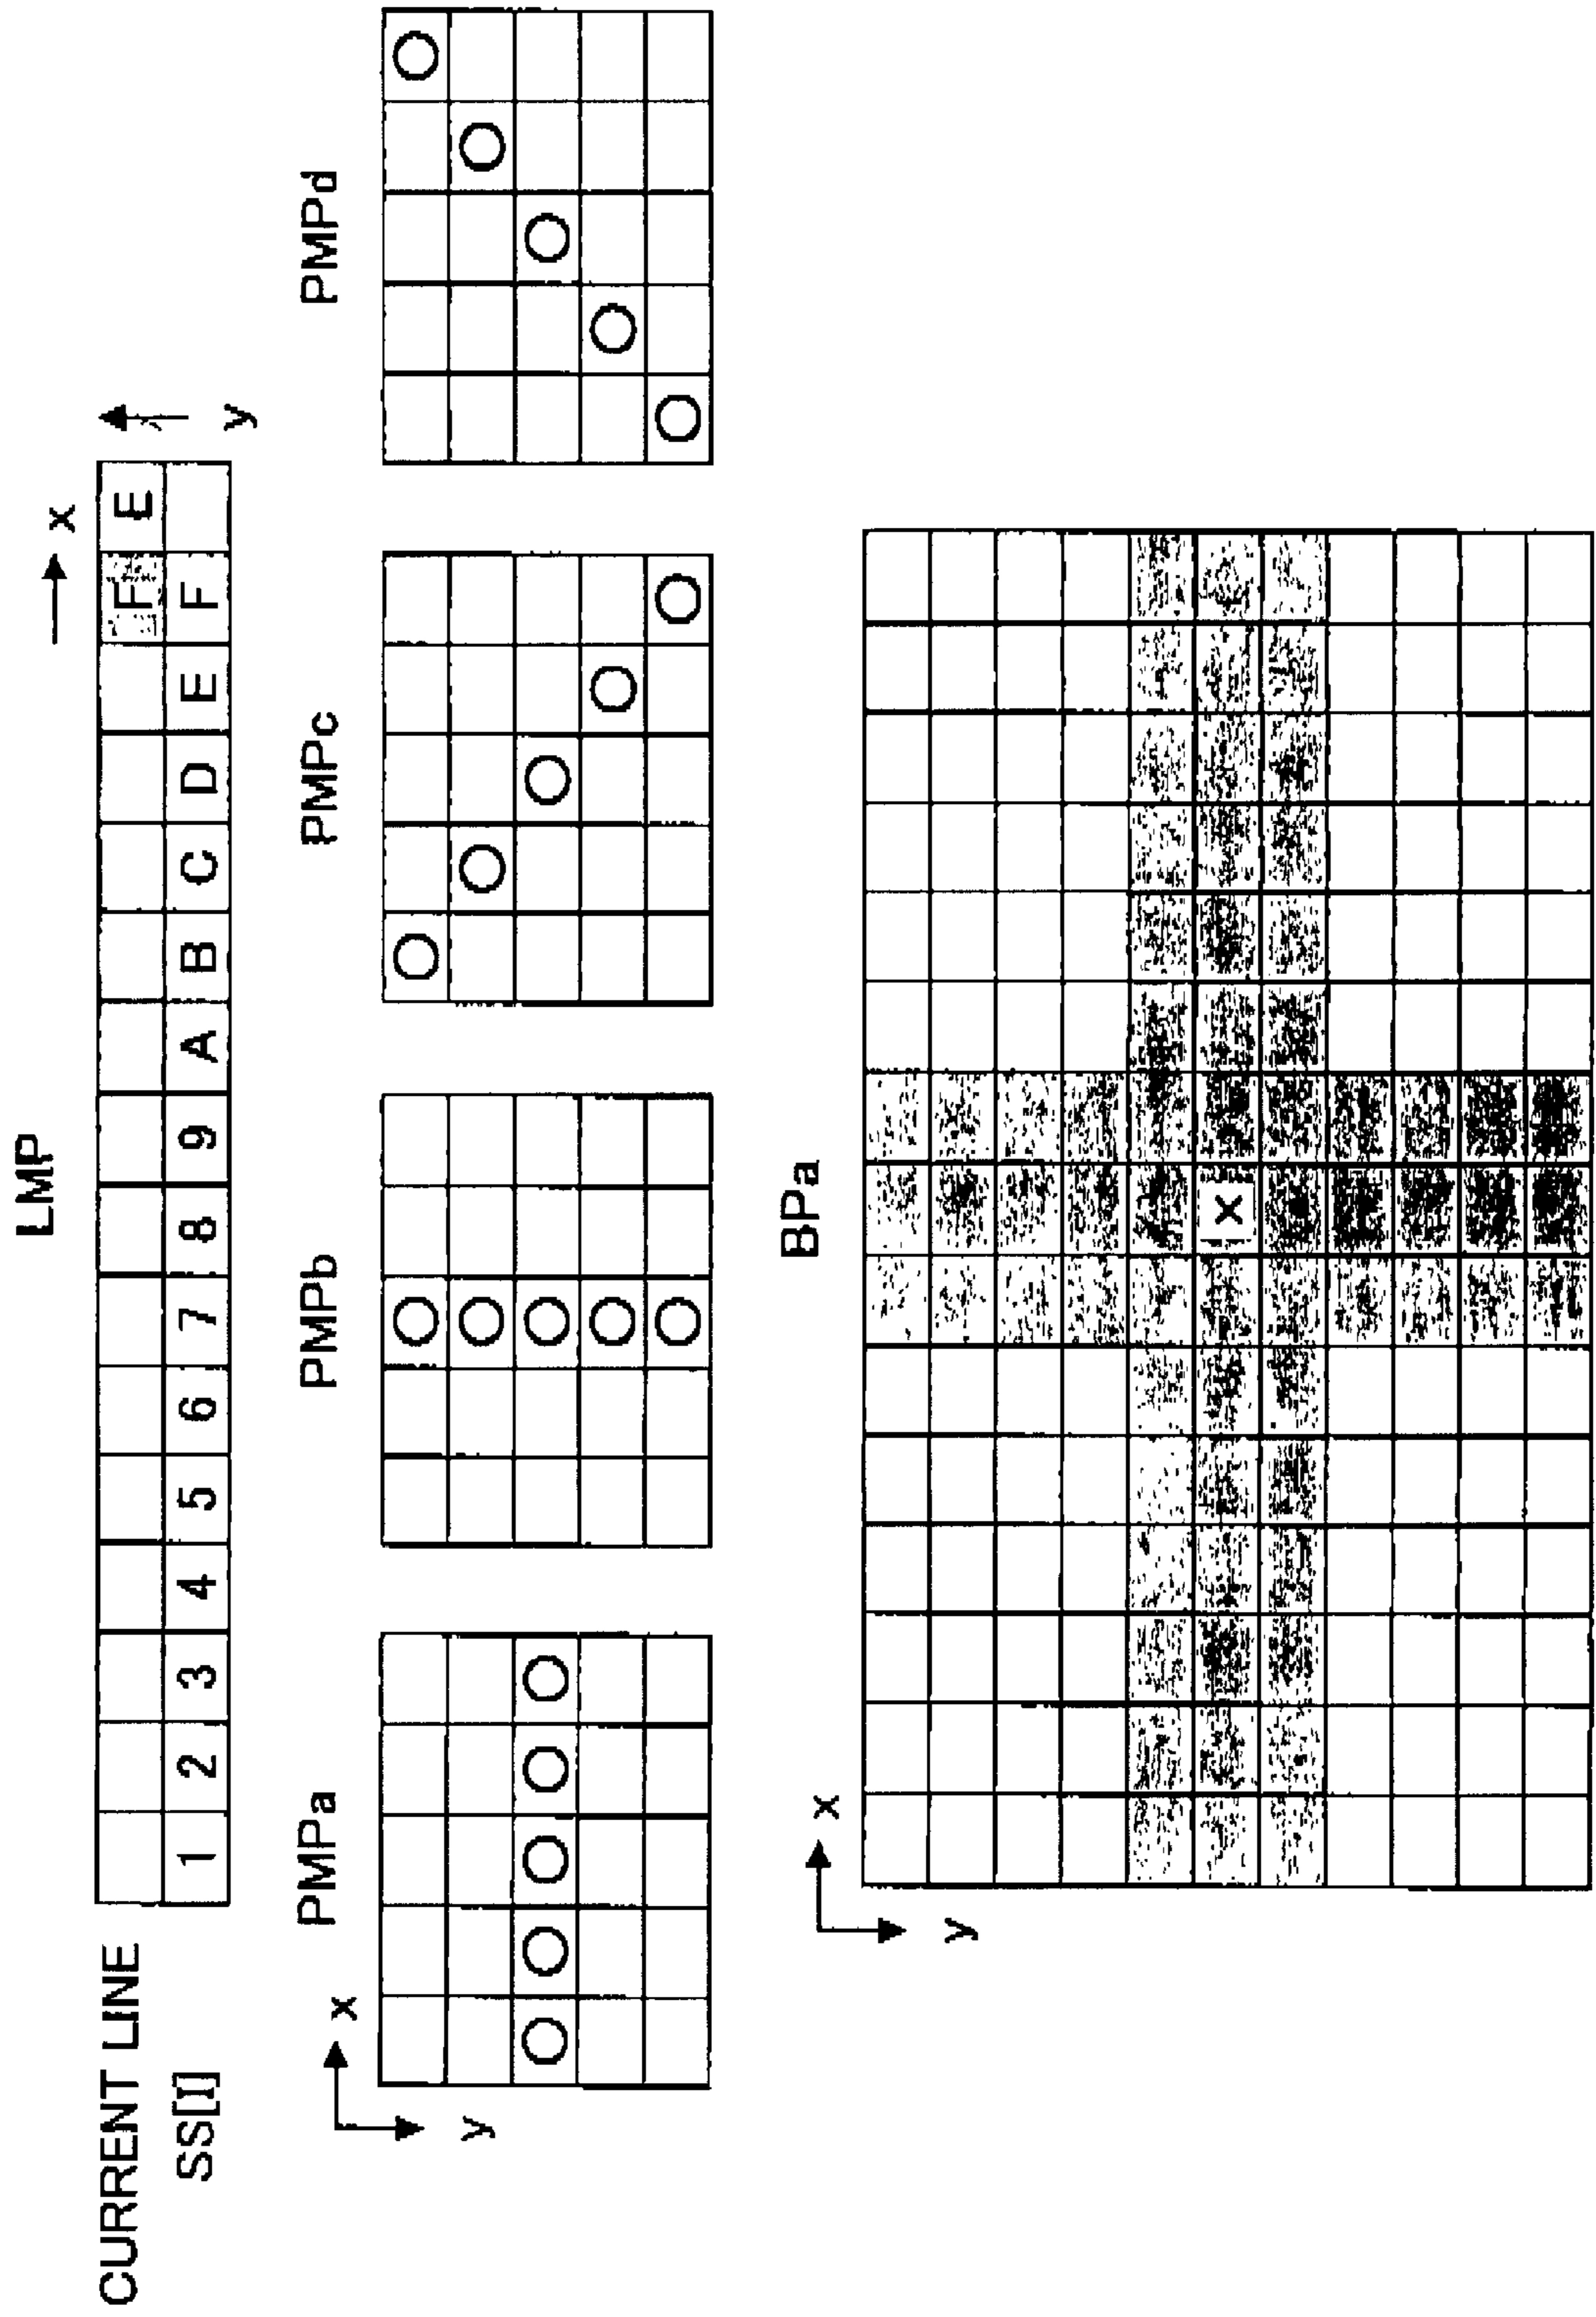 LMP
x
CURRENT LINE F E
SS[I] 1 2 3 4 5 6 7 8 9 A B C D E F
y
PMPa PMPb PMPc PMPd
x
y
BPa
x
y
X